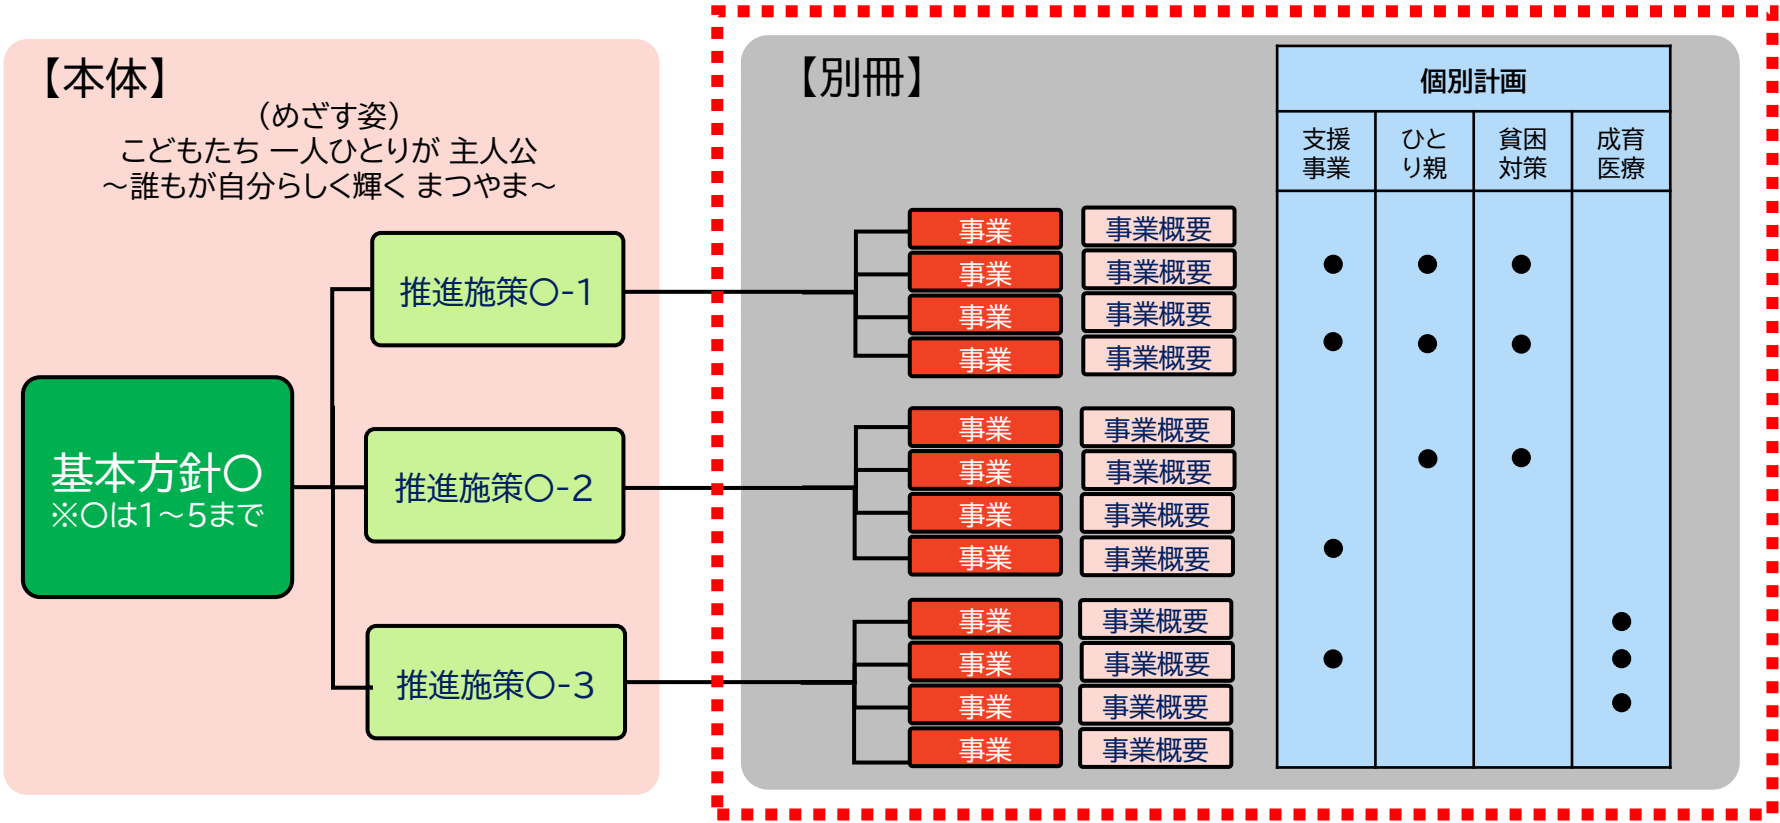 【本体】
(めざす姿)
こどもたち 一人ひとりが 主人公
～誰もが自分らしく輝く まつやま～
基本方針〇
※〇は1～5まで
推進施策〇-1
推進施策〇-2
推進施策〇-3
【別冊】
事業 事業概要
事業 事業概要
事業 事業概要
事業 事業概要
事業 事業概要
事業 事業概要
事業 事業概要
事業 事業概要
事業 事業概要
事業 事業概要
事業 事業概要
事業 事業概要
個別計画
支援
事業
ひと
り親
貧困
対策
成育
医療
● ● ●
● ● ●
● ●
●
●
● ●
●